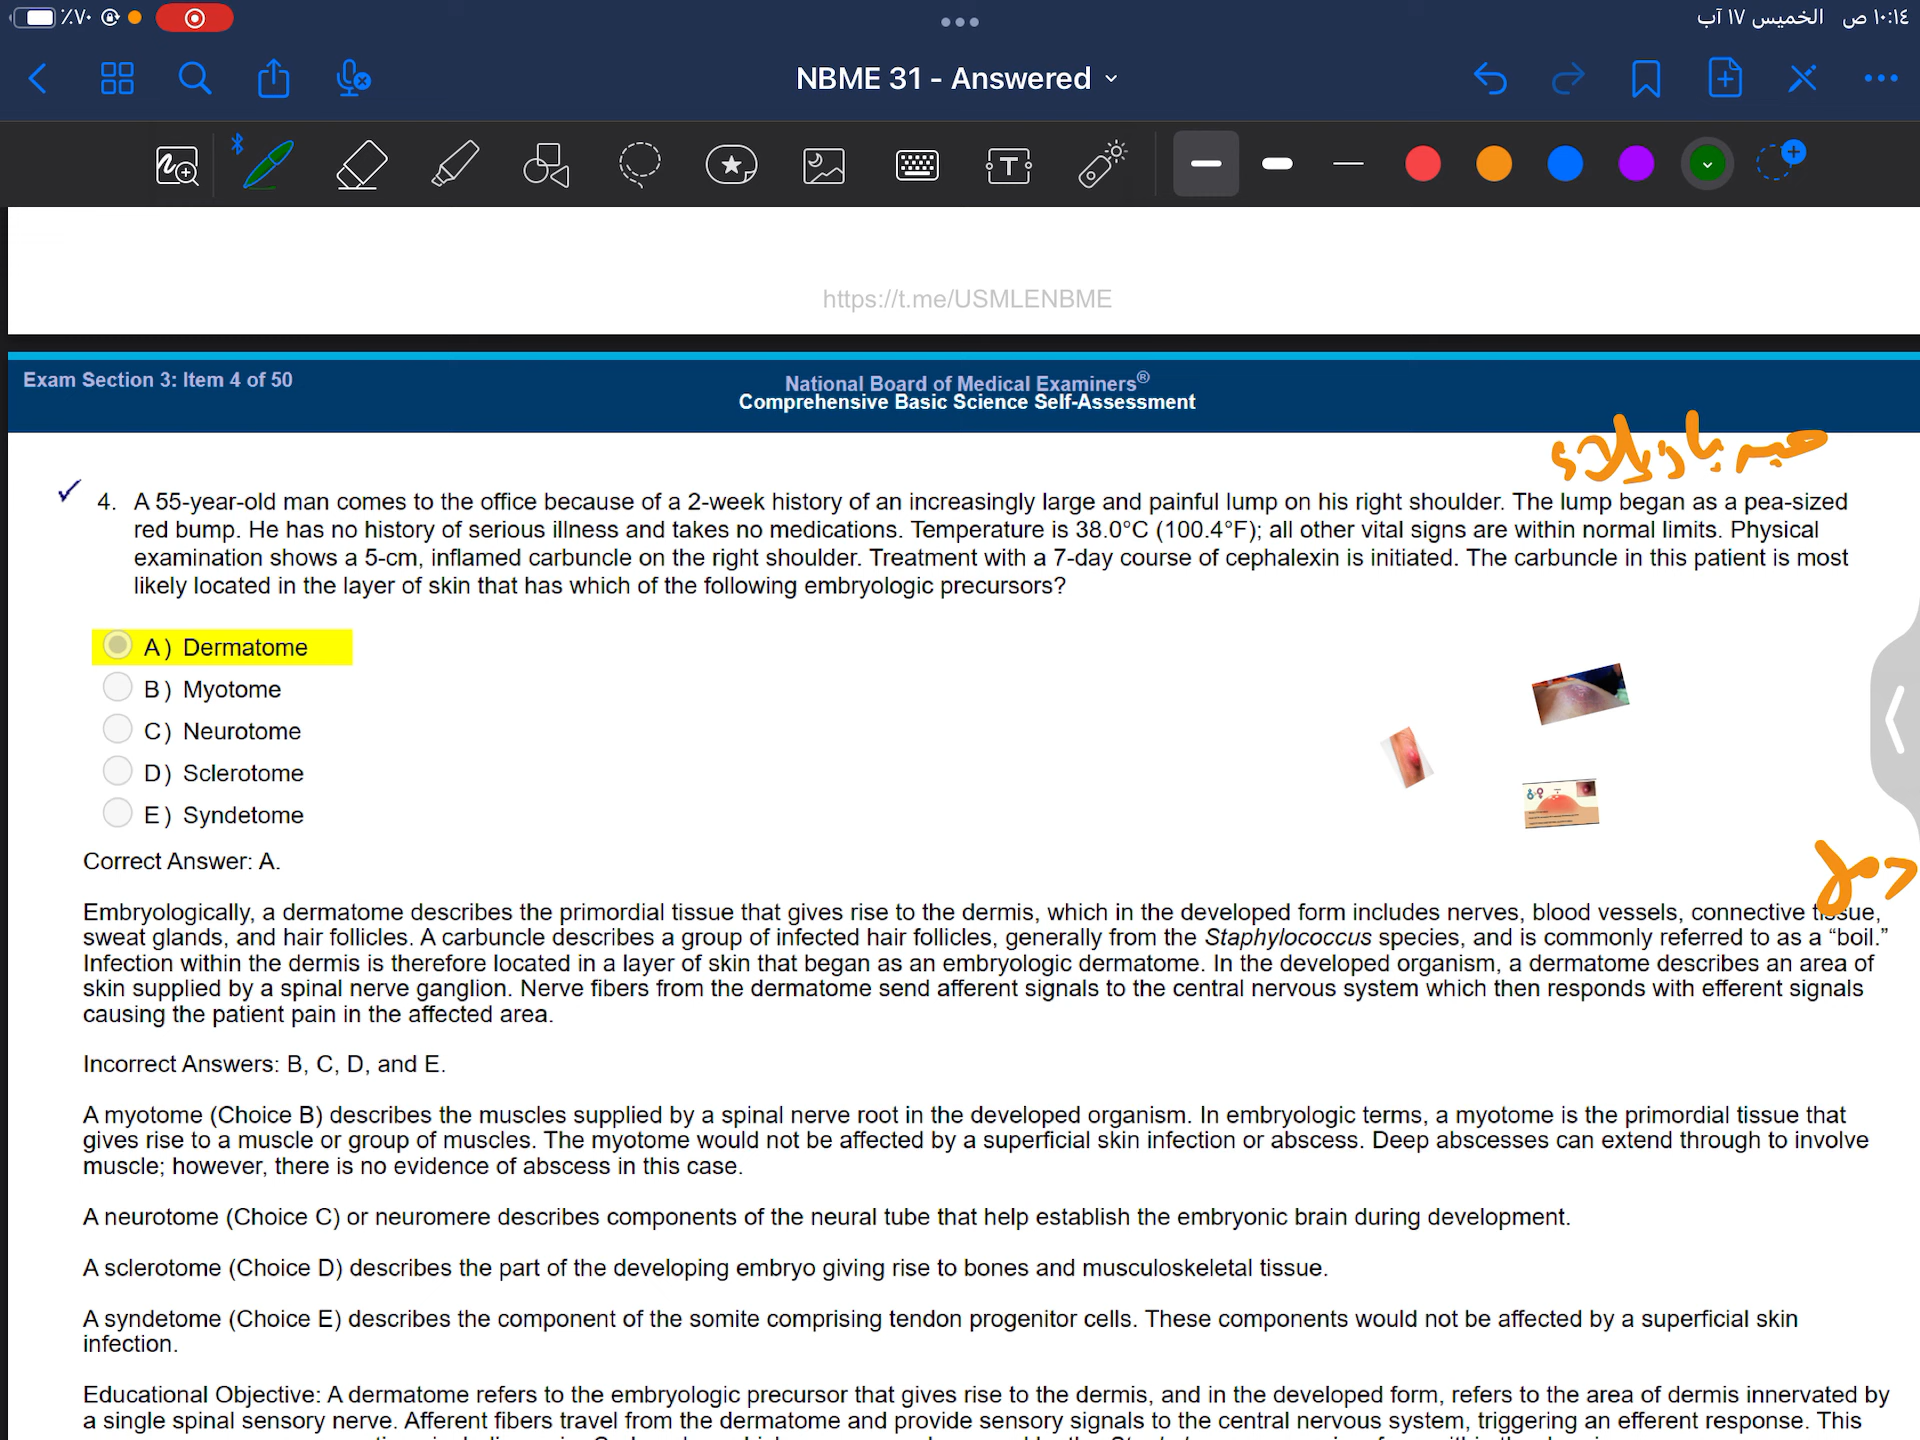 ٪٧٠
١٠:١٤ ص الخميس ١٧ آب
NBME 31 - Answered
T
https://t.me/USMLENBME
Exam Section 3: Item 4 of 50
National Board of Medical Examiners®
Comprehensive Basic Science Self-Assessment
4. A 55-year-old man comes to the office because of a 2-week history of an increasingly large and painful lump on his right shoulder. The lump began as a pea-sized
red bump. He has no history of serious illness and takes no medications. Temperature is 38.0°C (100.4°F); all other vital signs are within normal limits. Physical
examination shows a 5-cm, inflamed carbuncle on the right shoulder. Treatment with a 7-day course of cephalexin is initiated. The carbuncle in this patient is most
likely located in the layer of skin that has which of the following embryologic precursors?
A) Dermatome
B) Myotome
C) Neurotome
D) Sclerotome
E) Syndetome
Correct Answer: A.
Embryologically, a dermatome describes the primordial tissue that gives rise to the dermis, which in the developed form includes nerves, blood vessels, connective tissue,
sweat glands, and hair follicles. A carbuncle describes a group of infected hair follicles, generally from the Staphylococcus species, and is commonly referred to as a “boil.”
Infection within the dermis is therefore located in a layer of skin that began as an embryologic dermatome. In the developed organism, a dermatome describes an area of
skin supplied by a spinal nerve ganglion. Nerve fibers from the dermatome send afferent signals to the central nervous system which then responds with efferent signals
causing the patient pain in the affected area.
Incorrect Answers: B, C, D, and E.
A myotome (Choice B) describes the muscles supplied by a spinal nerve root in the developed organism. In embryologic terms, a myotome is the primordial tissue that
gives rise to a muscle or group of muscles. The myotome would not be affected by a superficial skin infection or abscess. Deep abscesses can extend through to involve
muscle; however, there is no evidence of abscess in this case.
A neurotome (Choice C) or neuromere describes components of the neural tube that help establish the embryonic brain during development.
A sclerotome (Choice D) describes the part of the developing embryo giving rise to bones and musculoskeletal tissue.
A syndetome (Choice E) describes the component of the somite comprising tendon progenitor cells. These components would not be affected by a superficial skin
infection.
Educational Objective: A dermatome refers to the embryologic precursor that gives rise to the dermis, and in the developed form, refers to the area of dermis innervated by
a single spinal sensory nerve. Afferent fibers travel from the dermatome and provide sensory signals to the central nervous system, triggering an efferent response. This